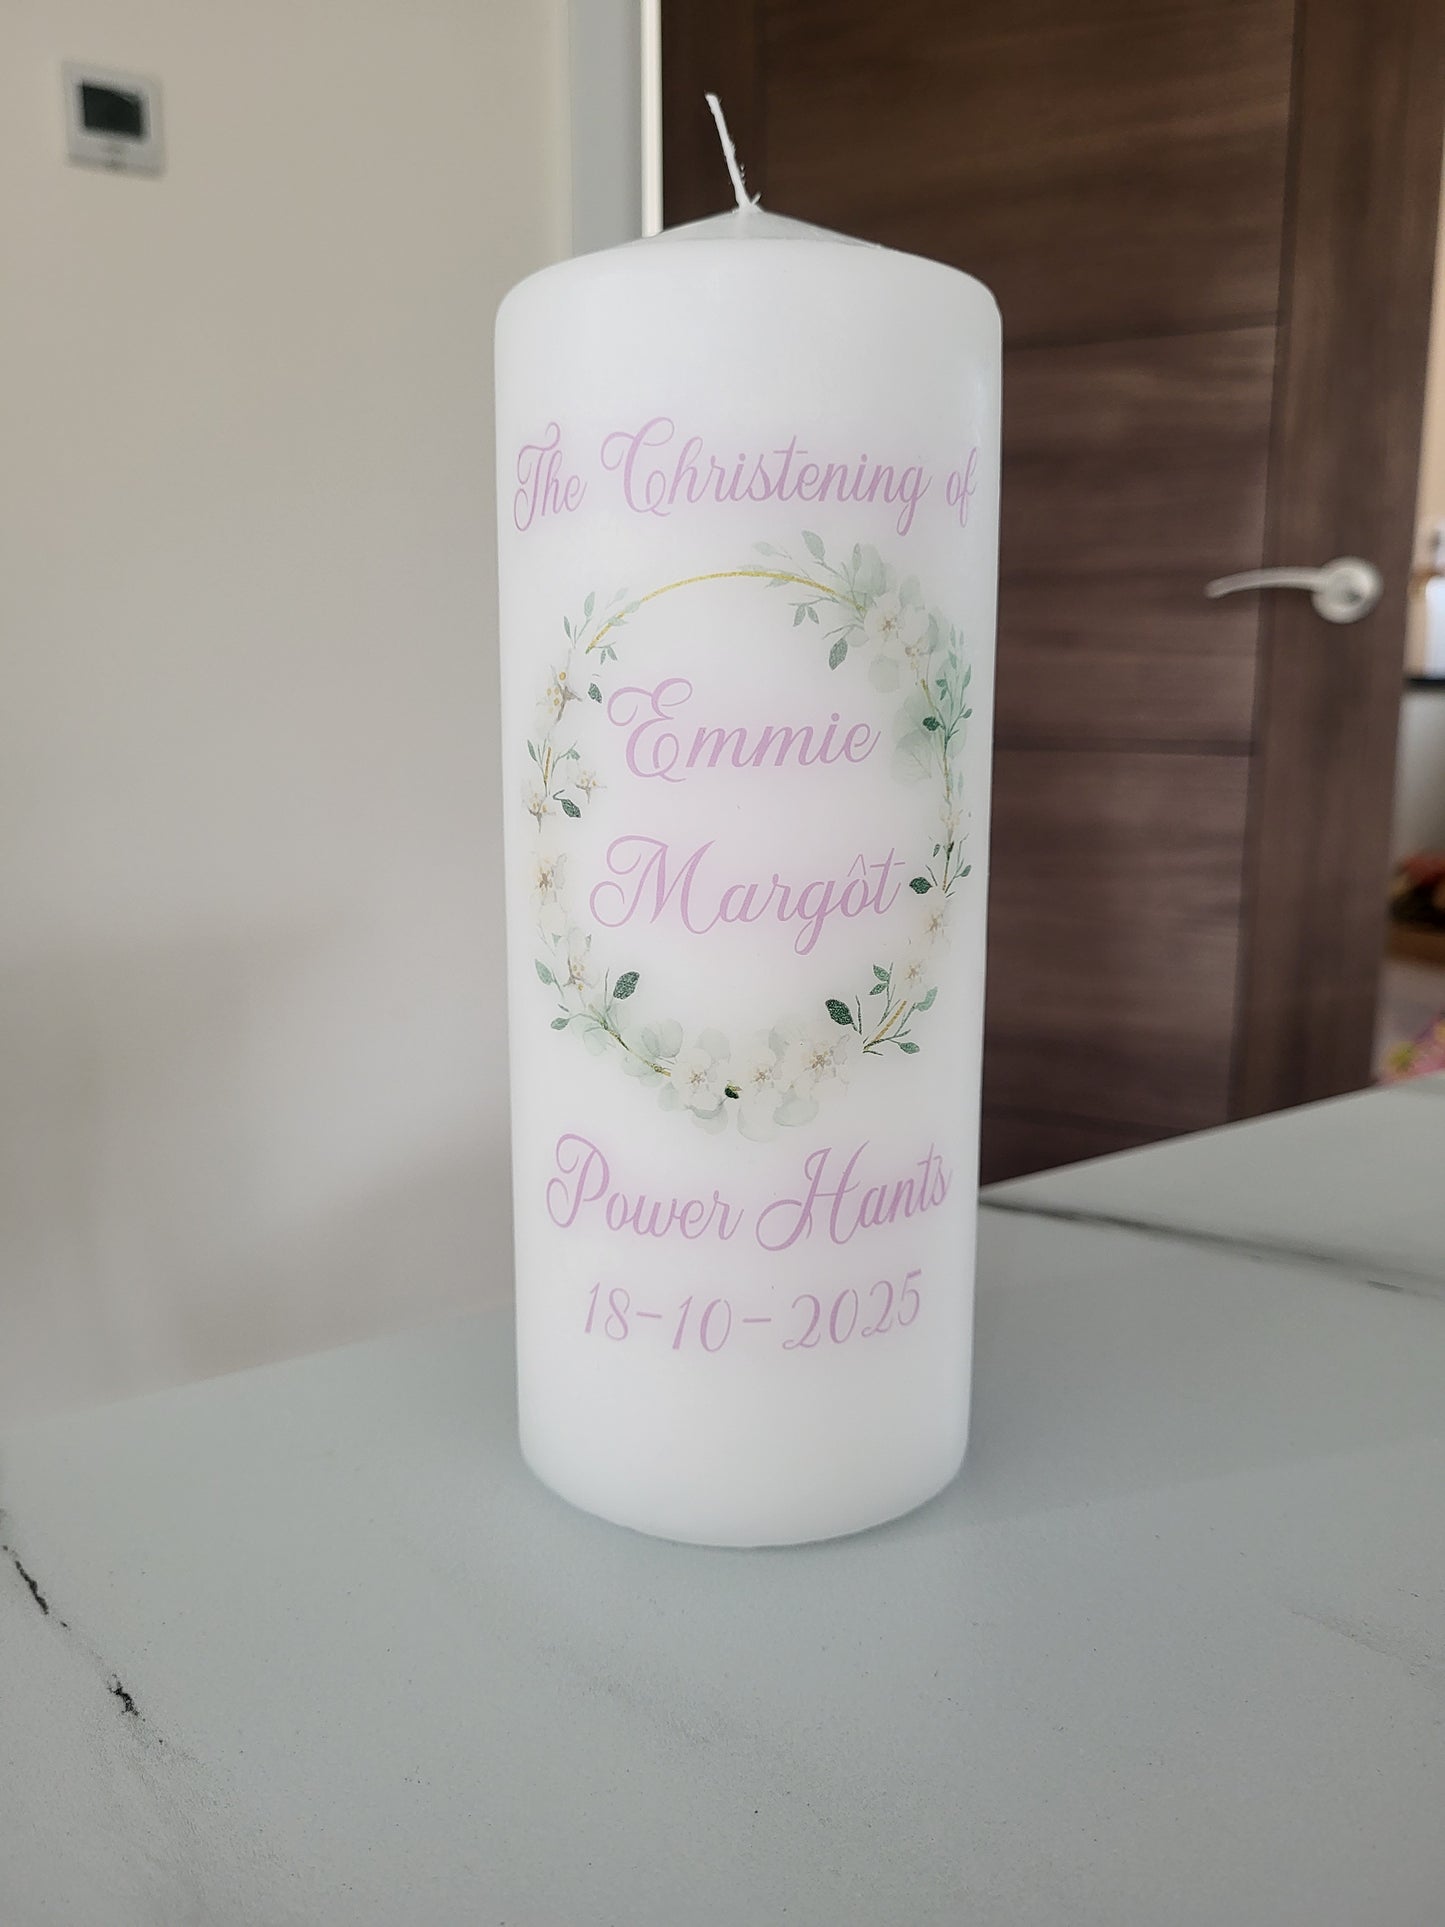 The Christening of
Emmie
Margôt
Power Hants
18-10-2025